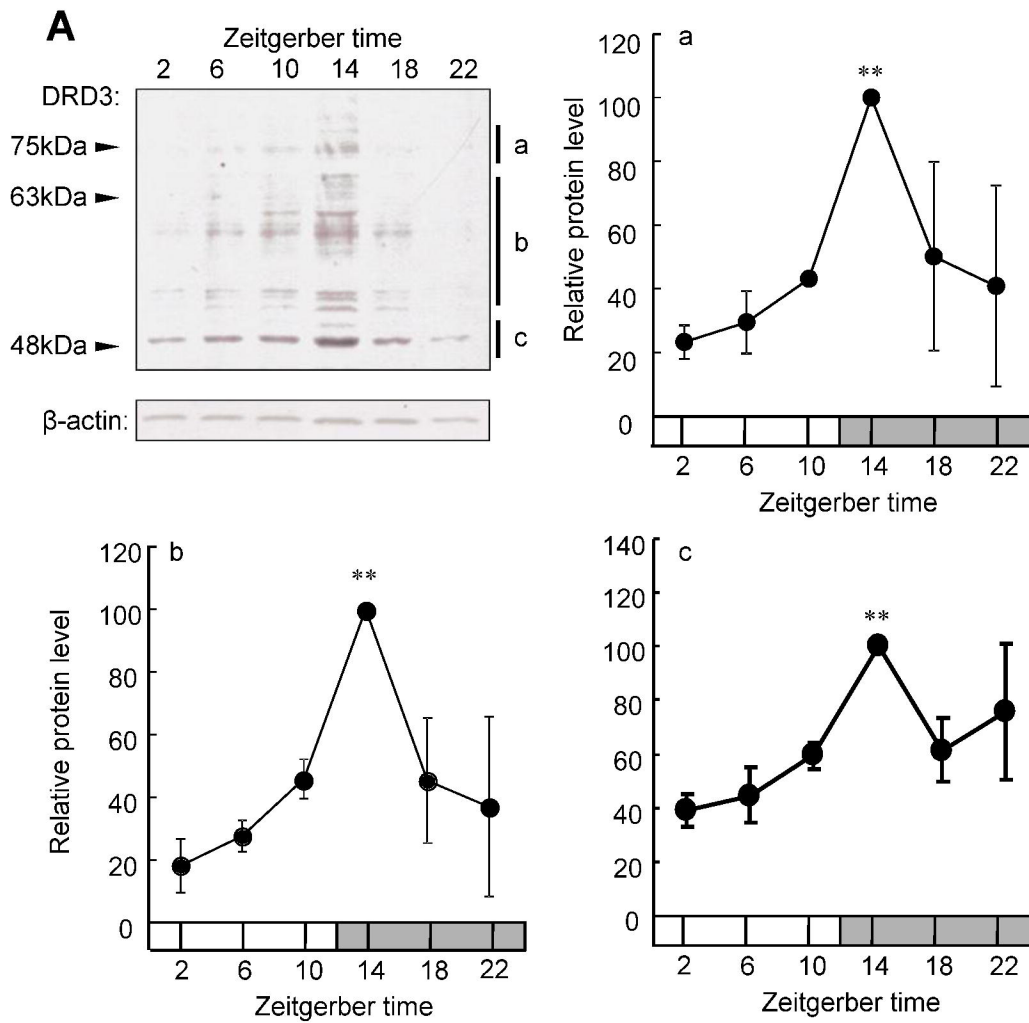 A
Zeitgerber time
2 6 10 14 18 22
DRD3:
75kDa
a
63kDa
b
48kDa
c
β-actin:
a
120
100
80
60
40
20
0
**
Relative protein level
2 6 10 14 18 22
Zeitgerber time
b
120
100
80
60
40
20
0
**
Relative protein level
2 6 10 14 18 22
Zeitgerber time
c
140
120
100
80
60
40
20
0
**
2 6 10 14 18 22
Zeitgerber time